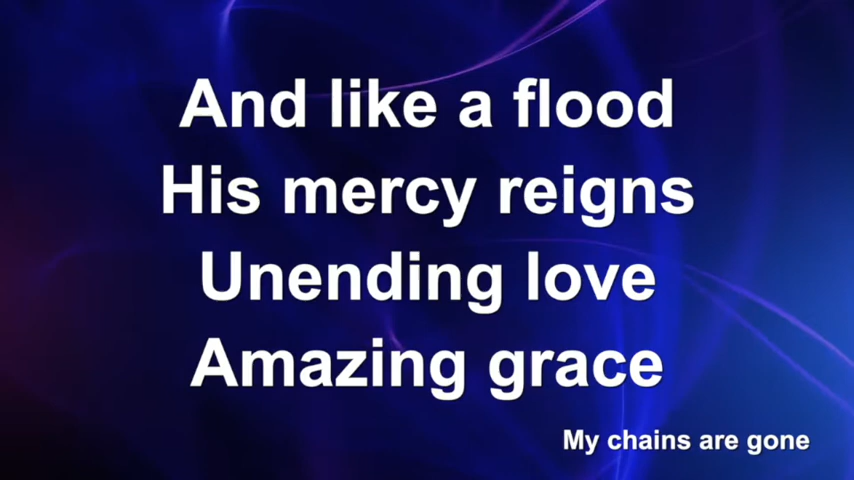 And like a flood
His mercy reigns
Unending love
Amazing grace
My chains are gone